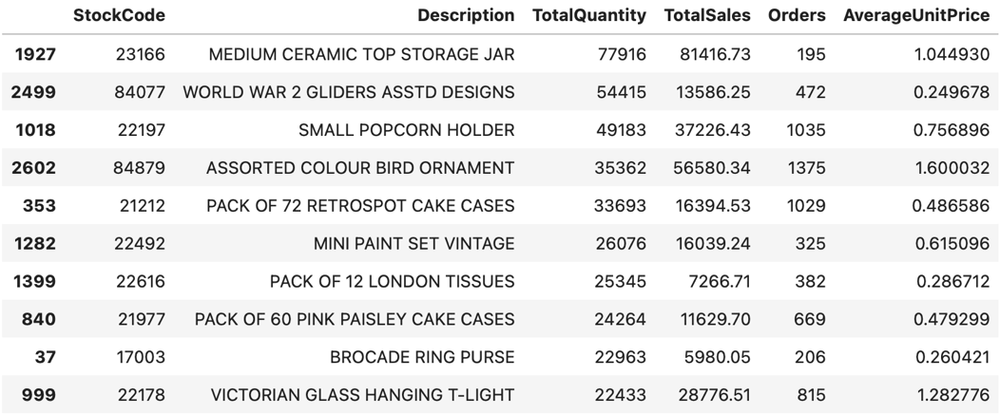 StockCode Description TotalQuantity TotalSales Orders AverageUnitPrice
1927 23166 MEDIUM CERAMIC TOP STORAGE JAR 77916 81416.73 195 1.044930
2499 84077 WORLD WAR 2 GLIDERS ASSTD DESIGNS 54415 13586.25 472 0.249678
1018 22197 SMALL POPCORN HOLDER 49183 37226.43 1035 0.756896
2602 84879 ASSORTED COLOUR BIRD ORNAMENT 35362 56580.34 1375 1.600032
353 21212 PACK OF 72 RETROSPOT CAKE CASES 33693 16394.53 1029 0.486586
1282 22492 MINI PAINT SET VINTAGE 26076 16039.24 325 0.615096
1399 22616 PACK OF 12 LONDON TISSUES 25345 7266.71 382 0.286712
840 21977 PACK OF 60 PINK PAISLEY CAKE CASES 24264 11629.70 669 0.479299
37 17003 BROCADE RING PURSE 22963 5980.05 206 0.260421
999 22178 VICTORIAN GLASS HANGING T-LIGHT 22433 28776.51 815 1.282776